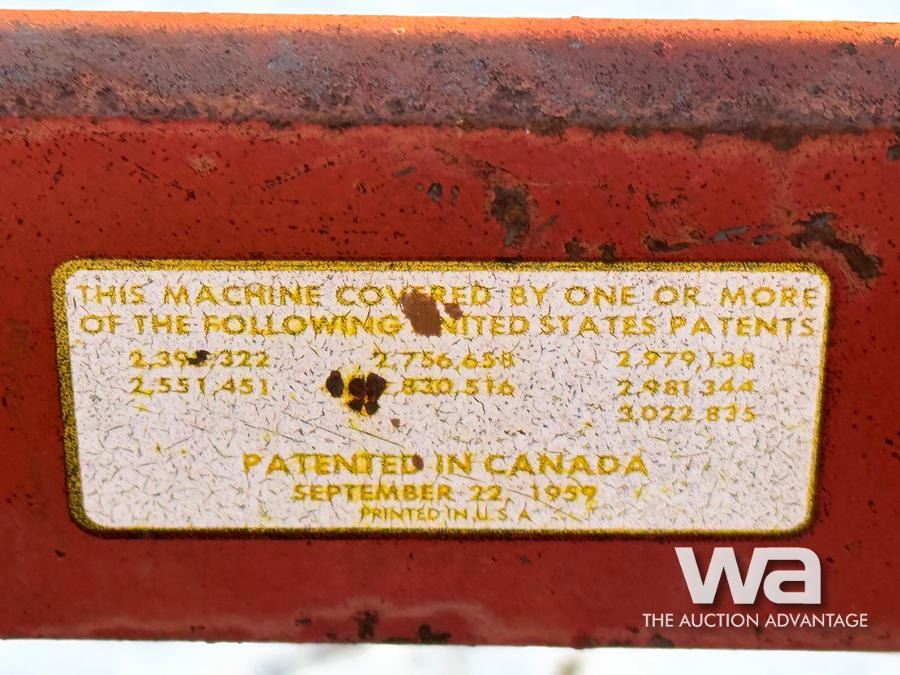 THIS MACHINE COVERED BY ONE OR MORE
OF THE FOLLOWING UNITED STATES PATENTS
2,756,658 2,979,138
2,551,451 2,981,344
3,022,835
PATENTED IN CANADA
SEPTEMBER 22, 1959
PRINTED IN U.S.A
wa
THE AUCTION ADVANTAGE